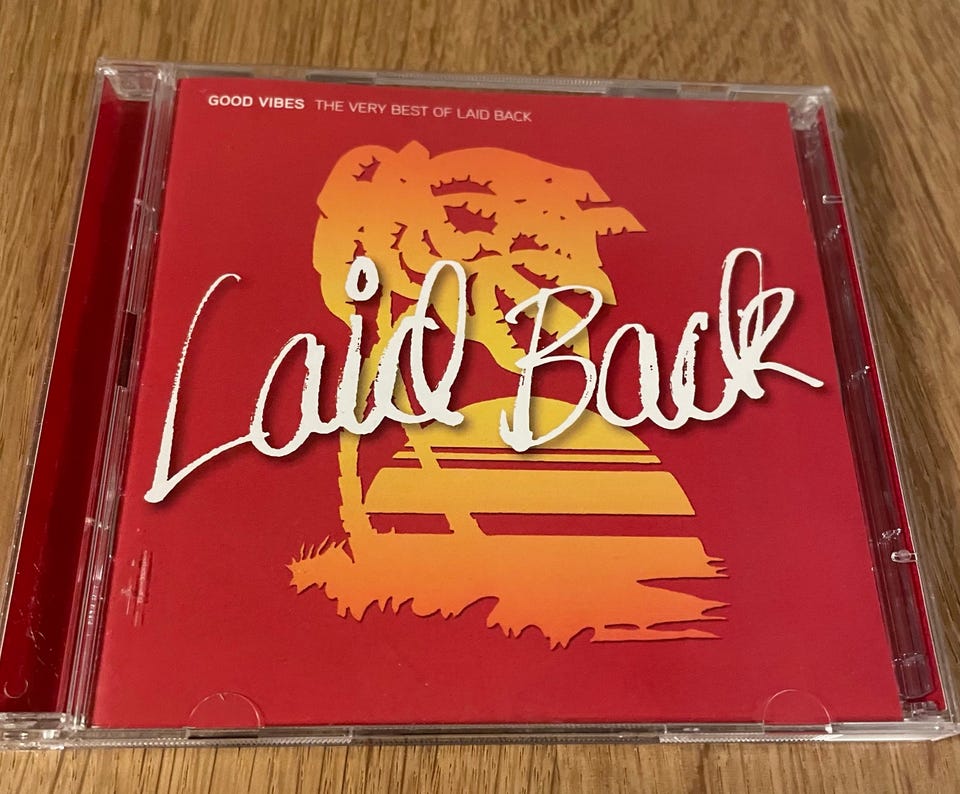 GOOD VIBES THE VERY BEST OF LAID BACK
Laid Back